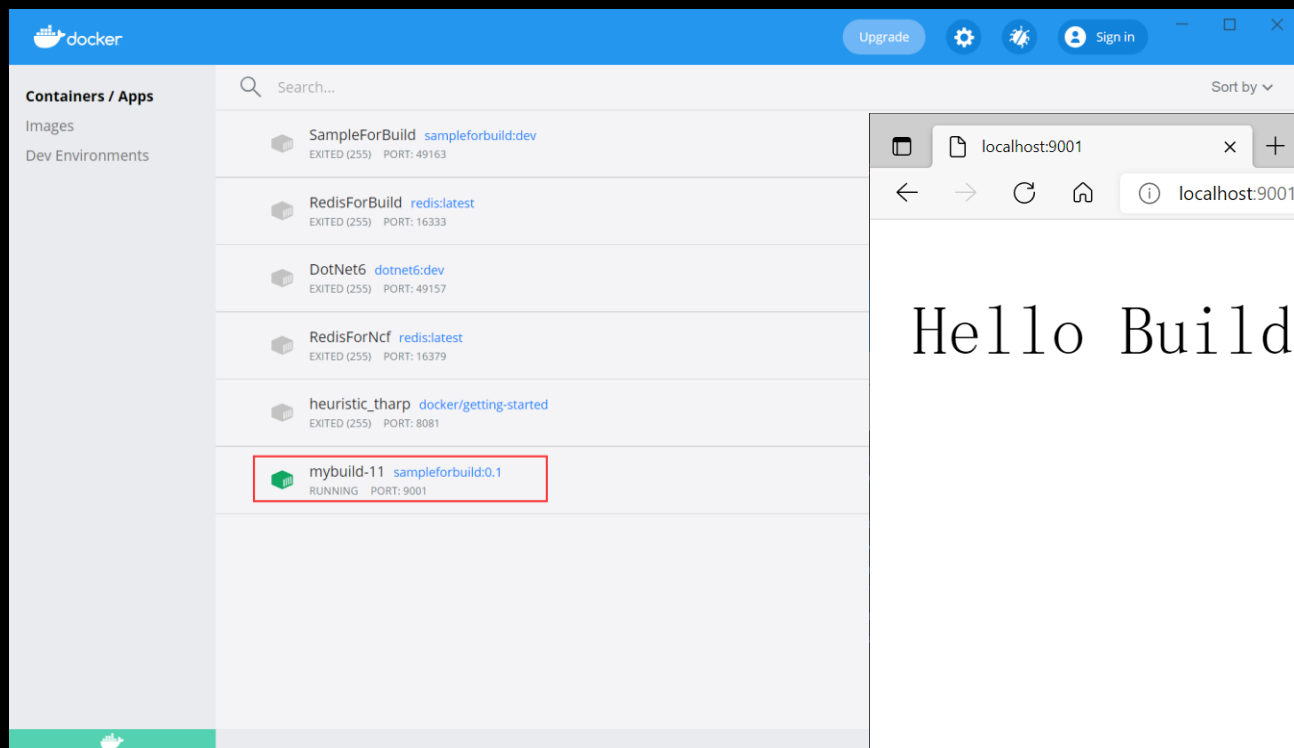 docker
Upgrade
Sign in
Containers / Apps
Images
Dev Environments
Search...
Sort by
SampleForBuild sampleforbuild:dev
EXITED (255) PORT: 49163
RedisForBuild redis:latest
EXITED (255) PORT: 16333
DotNet6 dotnet6:dev
EXITED (255) PORT: 49157
RedisForNcf redis:latest
EXITED (255) PORT: 16379
heuristic_tharp docker/getting-started
EXITED (255) PORT: 8081
mybuild-11 sampleforbuild:0.1
RUNNING PORT: 9001
localhost:9001
localhost:9001
Hello Build